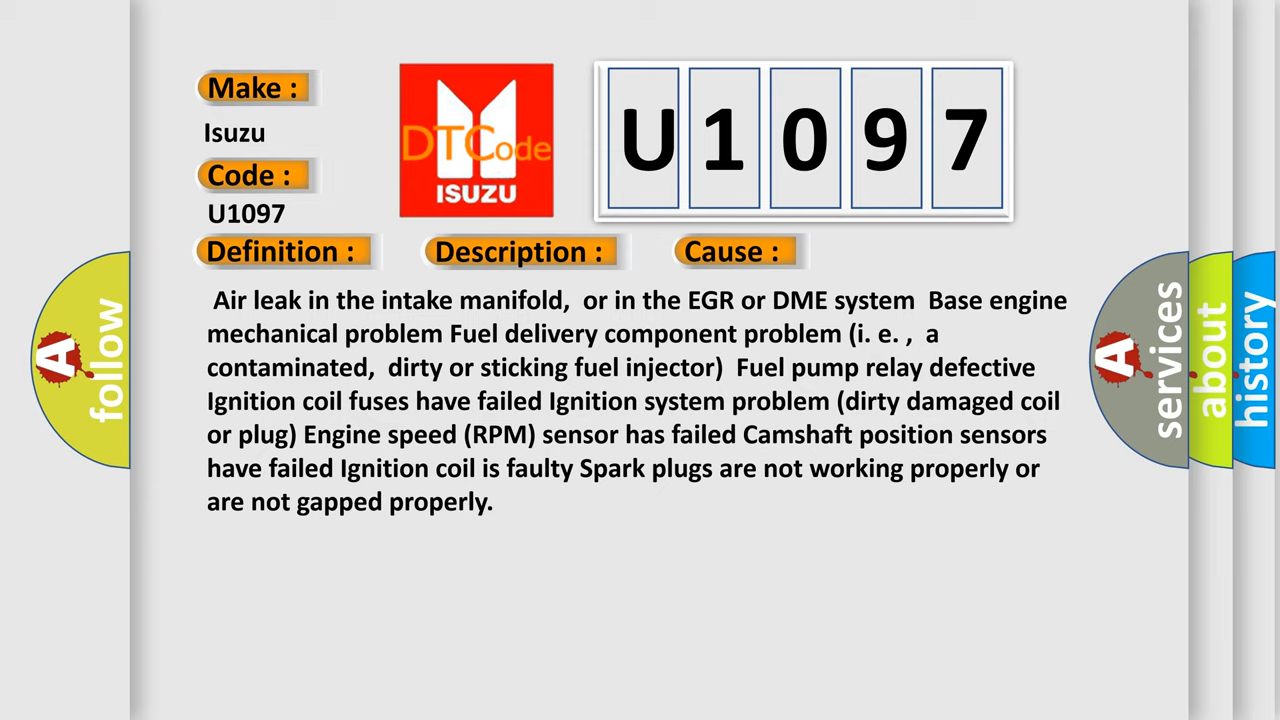 Make :
Isuzu
Code :
U1097
DTCode
ISUZU
U1097
Definition :
Description :
Cause :
Air leak in the intake manifold, or in the EGR or DME system Base engine
mechanical problem Fuel delivery component problem (i. e. , a
contaminated, dirty or sticking fuel injector) Fuel pump relay defective
Ignition coil fuses have failed Ignition system problem (dirty damaged coil
or plug) Engine speed (RPM) sensor has failed Camshaft position sensors
have failed Ignition coil is faulty Spark plugs are not working properly or
are not gapped properly.
A follow
A services
about
history